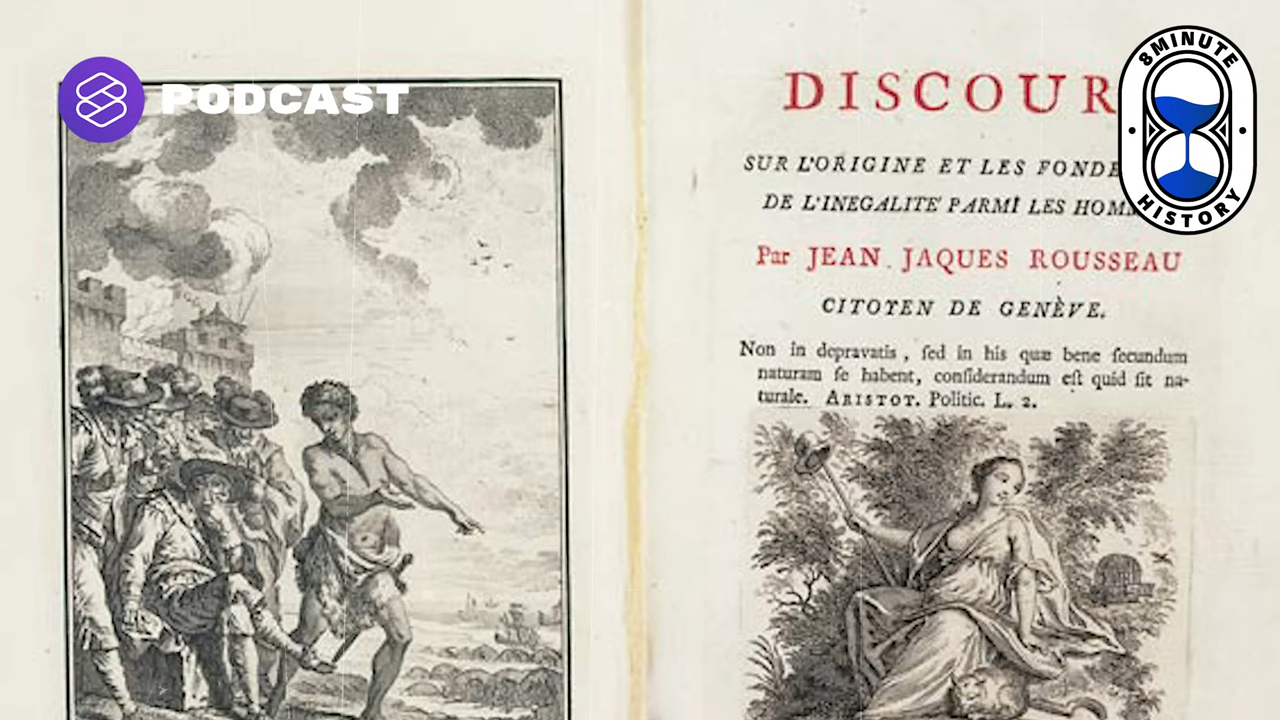 PODCAST
8MINUTE
HISTORY
DISCOUR
SUR L'ORIGINE ET LES FONDE
DE L'INEGALITE' PARMI LES HOM
Par JEAN JAQUES ROUSSEAU
CITOTEN DE GENÈVE.
Non in depravatis, ſed in his quæ bene ſecundum
naturam ſe habent, conſiderandum eſt quid ſit na-
turale. ARISTOT. Politic. L. 2.